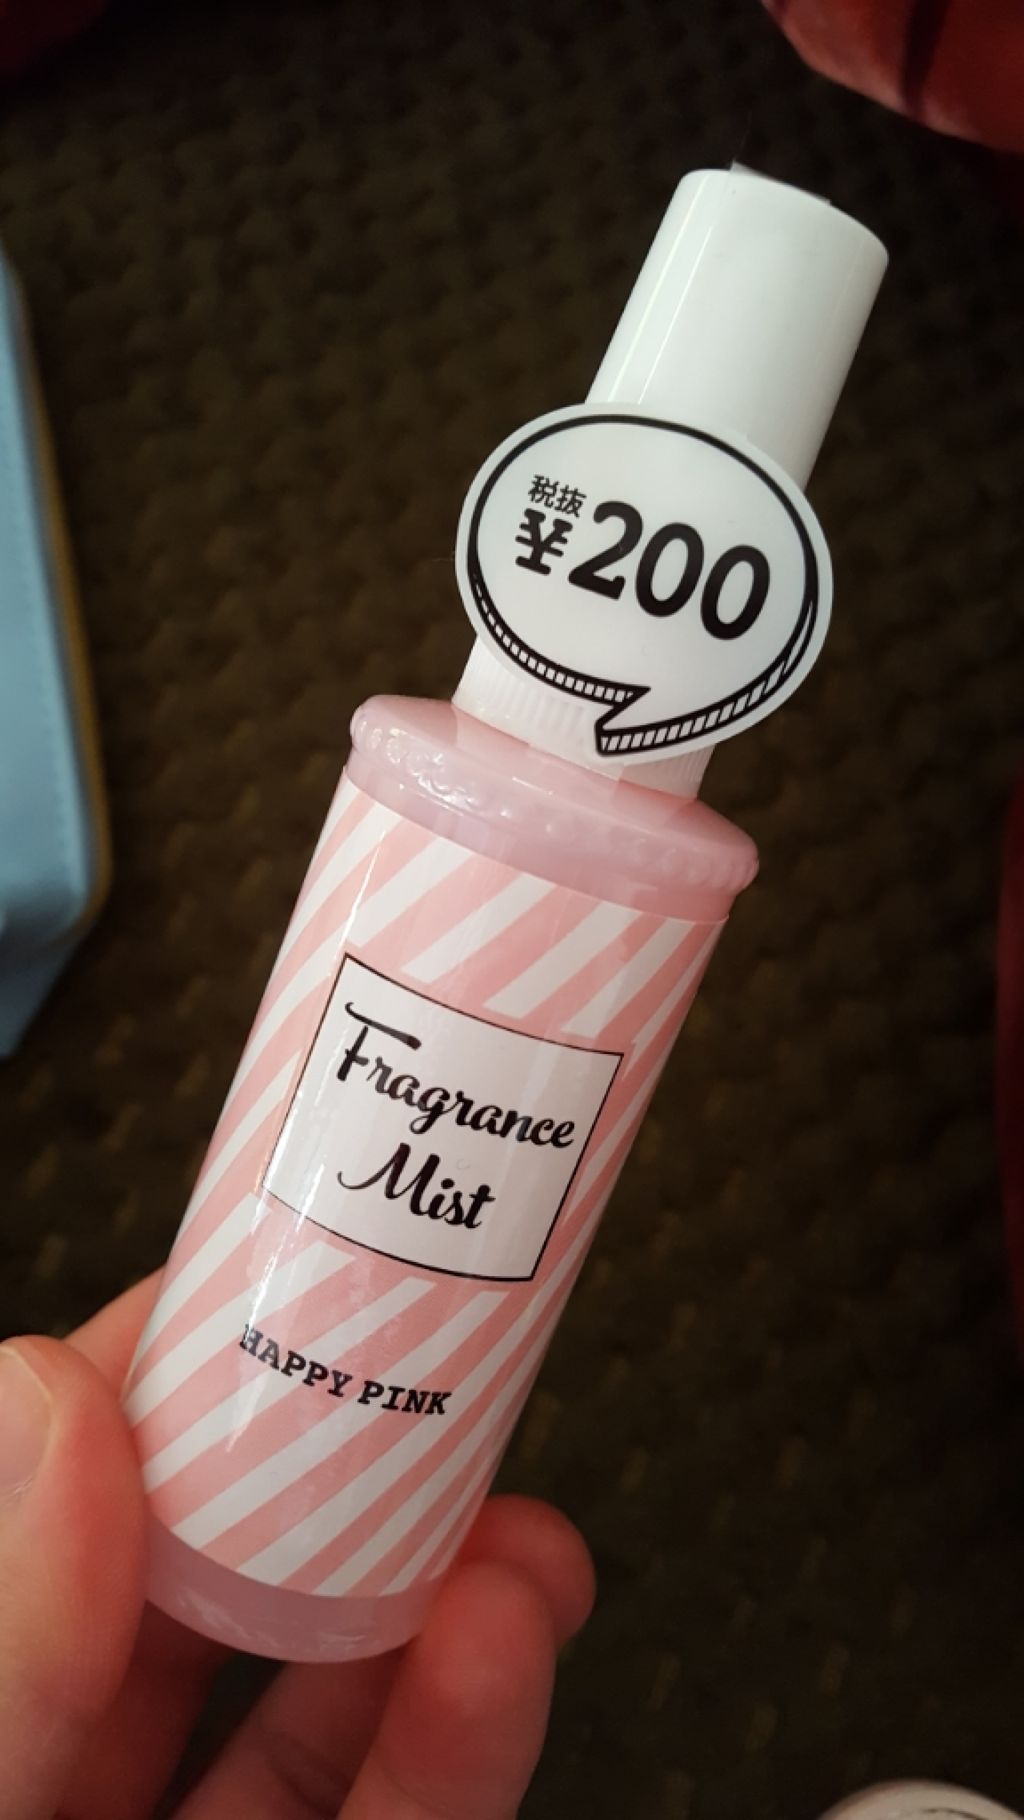 税抜
¥200
Fragrance
Mist
HAPPY PINK